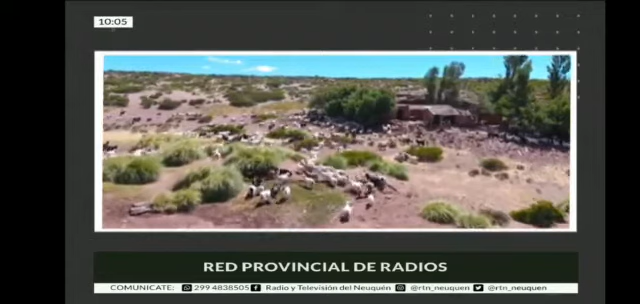 10:05
RED PROVINCIAL DE RADIOS
COMUNICATE: 299 4838505 Radio y Televisión del Neuquén @rtn_neuquen @rtn_neuquen